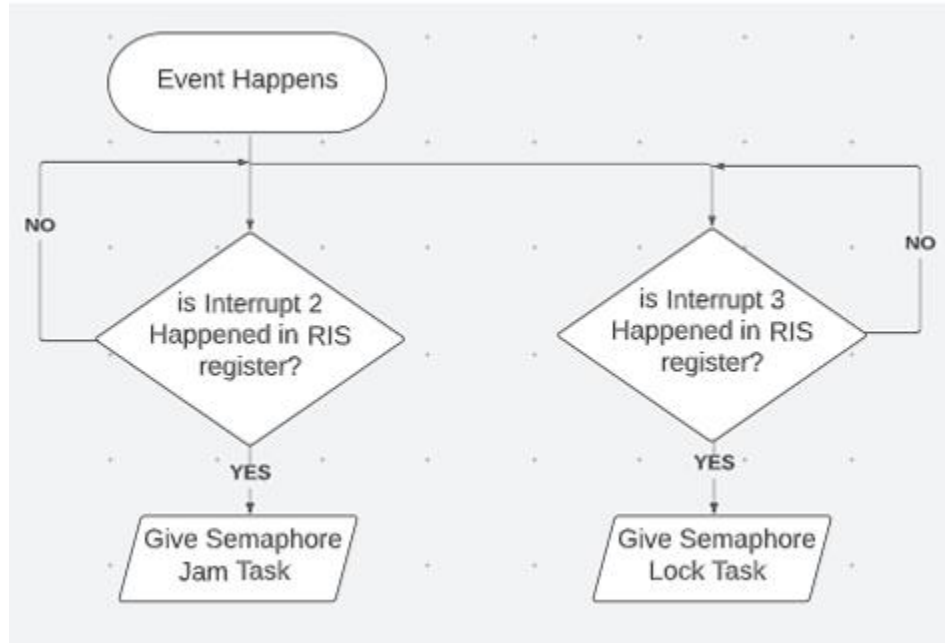 Event Happens
NO
NO
is Interrupt 2
Happened in RIS
register?
is Interrupt 3
Happened in RIS
register?
YES
YES
Give Semaphore
Jam Task
Give Semaphore
Lock Task